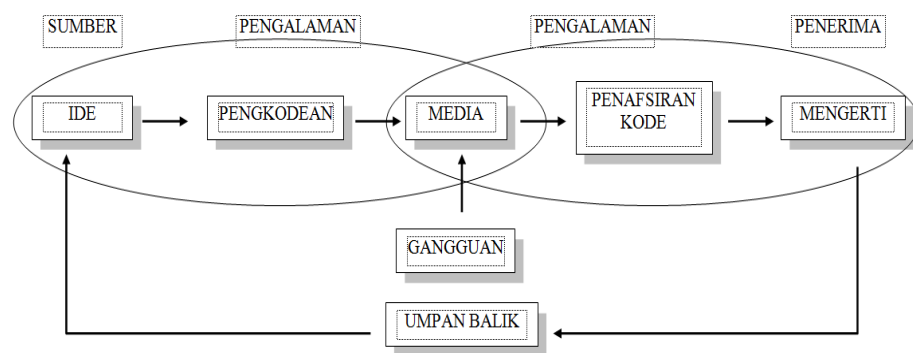 SUMBER
PENGALAMAN
PENGALAMAN
PENERIMA
IDE
PENGKODEAN
MEDIA
PENAFSIRAN
KODE
MENGERTI
GANGGUAN
UMPAN BALIK